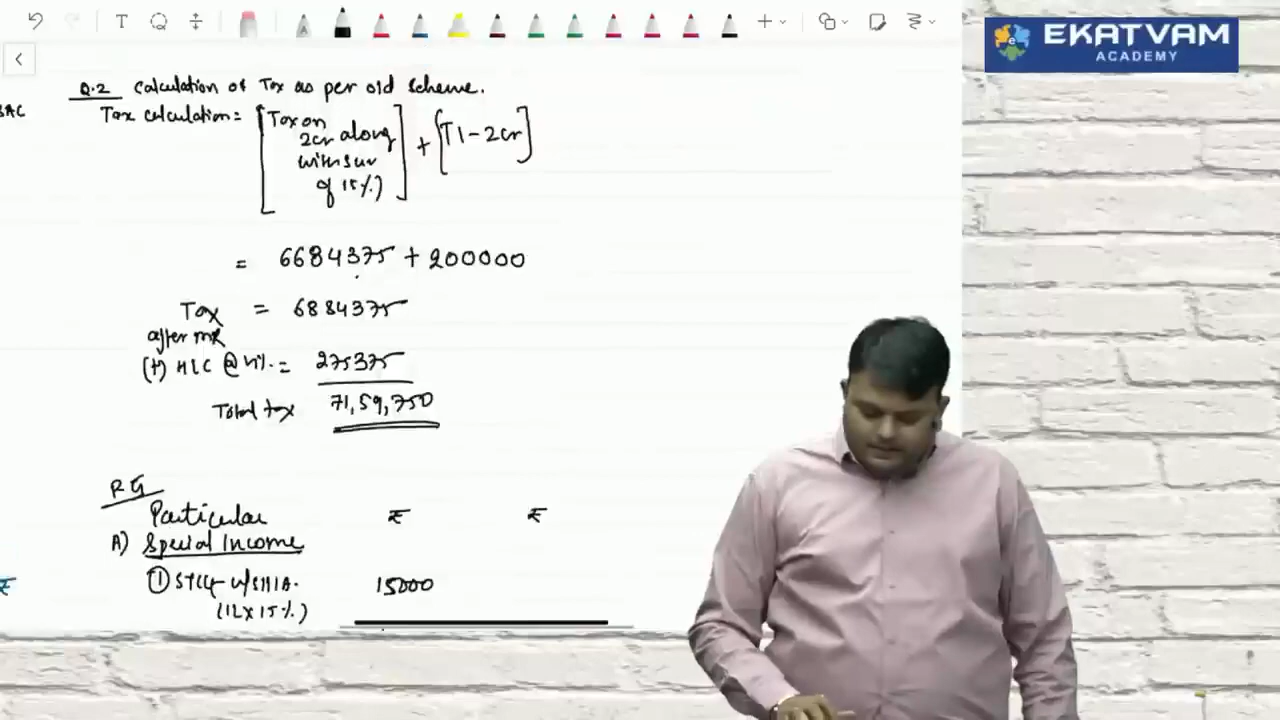 EKATVAM
ACADEMY
Q.2 Calculation of Tax as per old scheme.
Tax calculation = [Tax on 2cr along with sur of 15%)] + [TI - 2cr]
= 6684375 + 200000
Tax after MR = 6884375
(+) HEC @ 4% = 275375
Total tax 71,59,750
Particular ₹ ₹
A) Special Income
① STCG u/s 111A. 15000
(1L x 15%)
₹